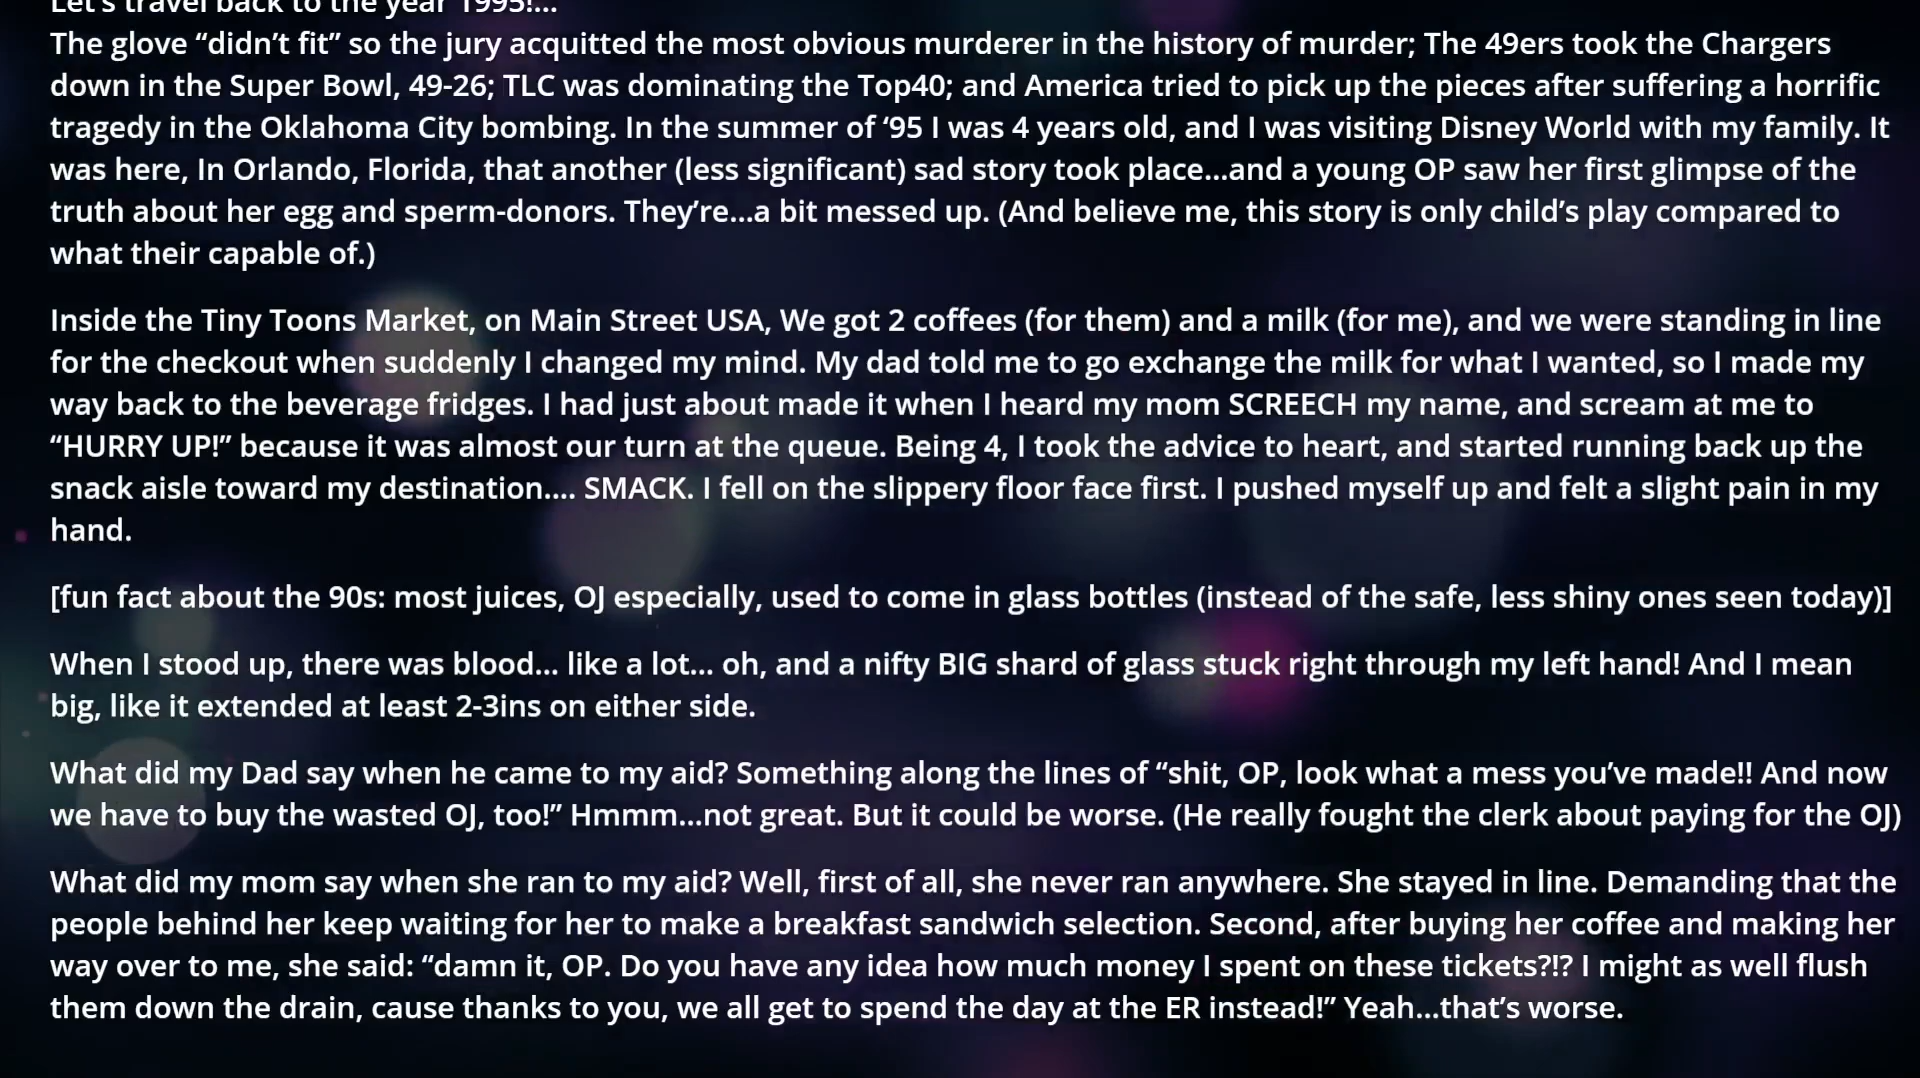 Let's travel back to the year 1995!...
The glove “didn’t fit” so the jury acquitted the most obvious murderer in the history of murder; The 49ers took the Chargers
down in the Super Bowl, 49-26; TLC was dominating the Top40; and America tried to pick up the pieces after suffering a horrific
tragedy in the Oklahoma City bombing. In the summer of ‘95 I was 4 years old, and I was visiting Disney World with my family. It
was here, In Orlando, Florida, that another (less significant) sad story took place...and a young OP saw her first glimpse of the
truth about her egg and sperm-donors. They’re...a bit messed up. (And believe me, this story is only child’s play compared to
what their capable of.)
Inside the Tiny Toons Market, on Main Street USA, We got 2 coffees (for them) and a milk (for me), and we were standing in line
for the checkout when suddenly I changed my mind. My dad told me to go exchange the milk for what I wanted, so I made my
way back to the beverage fridges. I had just about made it when I heard my mom SCREECH my name, and scream at me to
“HURRY UP!” because it was almost our turn at the queue. Being 4, I took the advice to heart, and started running back up the
snack aisle toward my destination.... SMACK. I fell on the slippery floor face first. I pushed myself up and felt a slight pain in my
hand.
[fun fact about the 90s: most juices, OJ especially, used to come in glass bottles (instead of the safe, less shiny ones seen today)]
When I stood up, there was blood... like a lot... oh, and a nifty BIG shard of glass stuck right through my left hand! And I mean
big, like it extended at least 2-3ins on either side.
What did my Dad say when he came to my aid? Something along the lines of “shit, OP, look what a mess you’ve made!! And now
we have to buy the wasted OJ, too!” Hmmm...not great. But it could be worse. (He really fought the clerk about paying for the OJ)
What did my mom say when she ran to my aid? Well, first of all, she never ran anywhere. She stayed in line. Demanding that the
people behind her keep waiting for her to make a breakfast sandwich selection. Second, after buying her coffee and making her
way over to me, she said: “damn it, OP. Do you have any idea how much money I spent on these tickets?!? I might as well flush
them down the drain, cause thanks to you, we all get to spend the day at the ER instead!” Yeah...that’s worse.